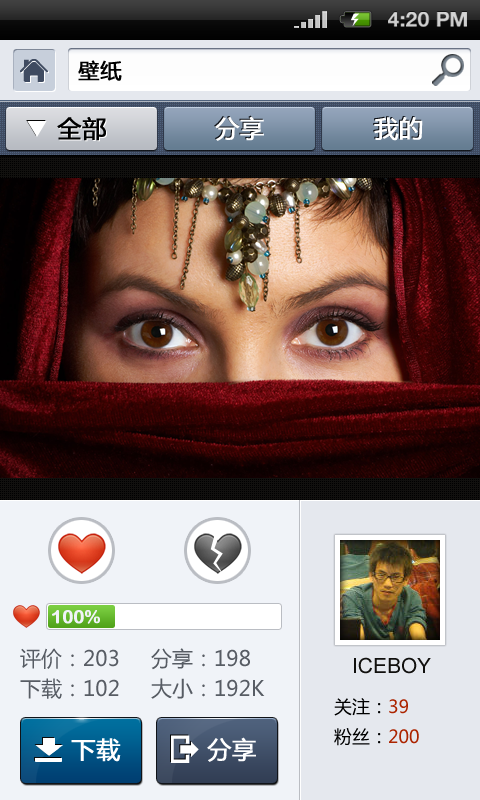 4:20 PM
壁纸
全部 分享 我的
100%
ICEBOY
评价：203 分享：198
关注：39
下载：102 大小：192K
粉丝：200
下载 分享